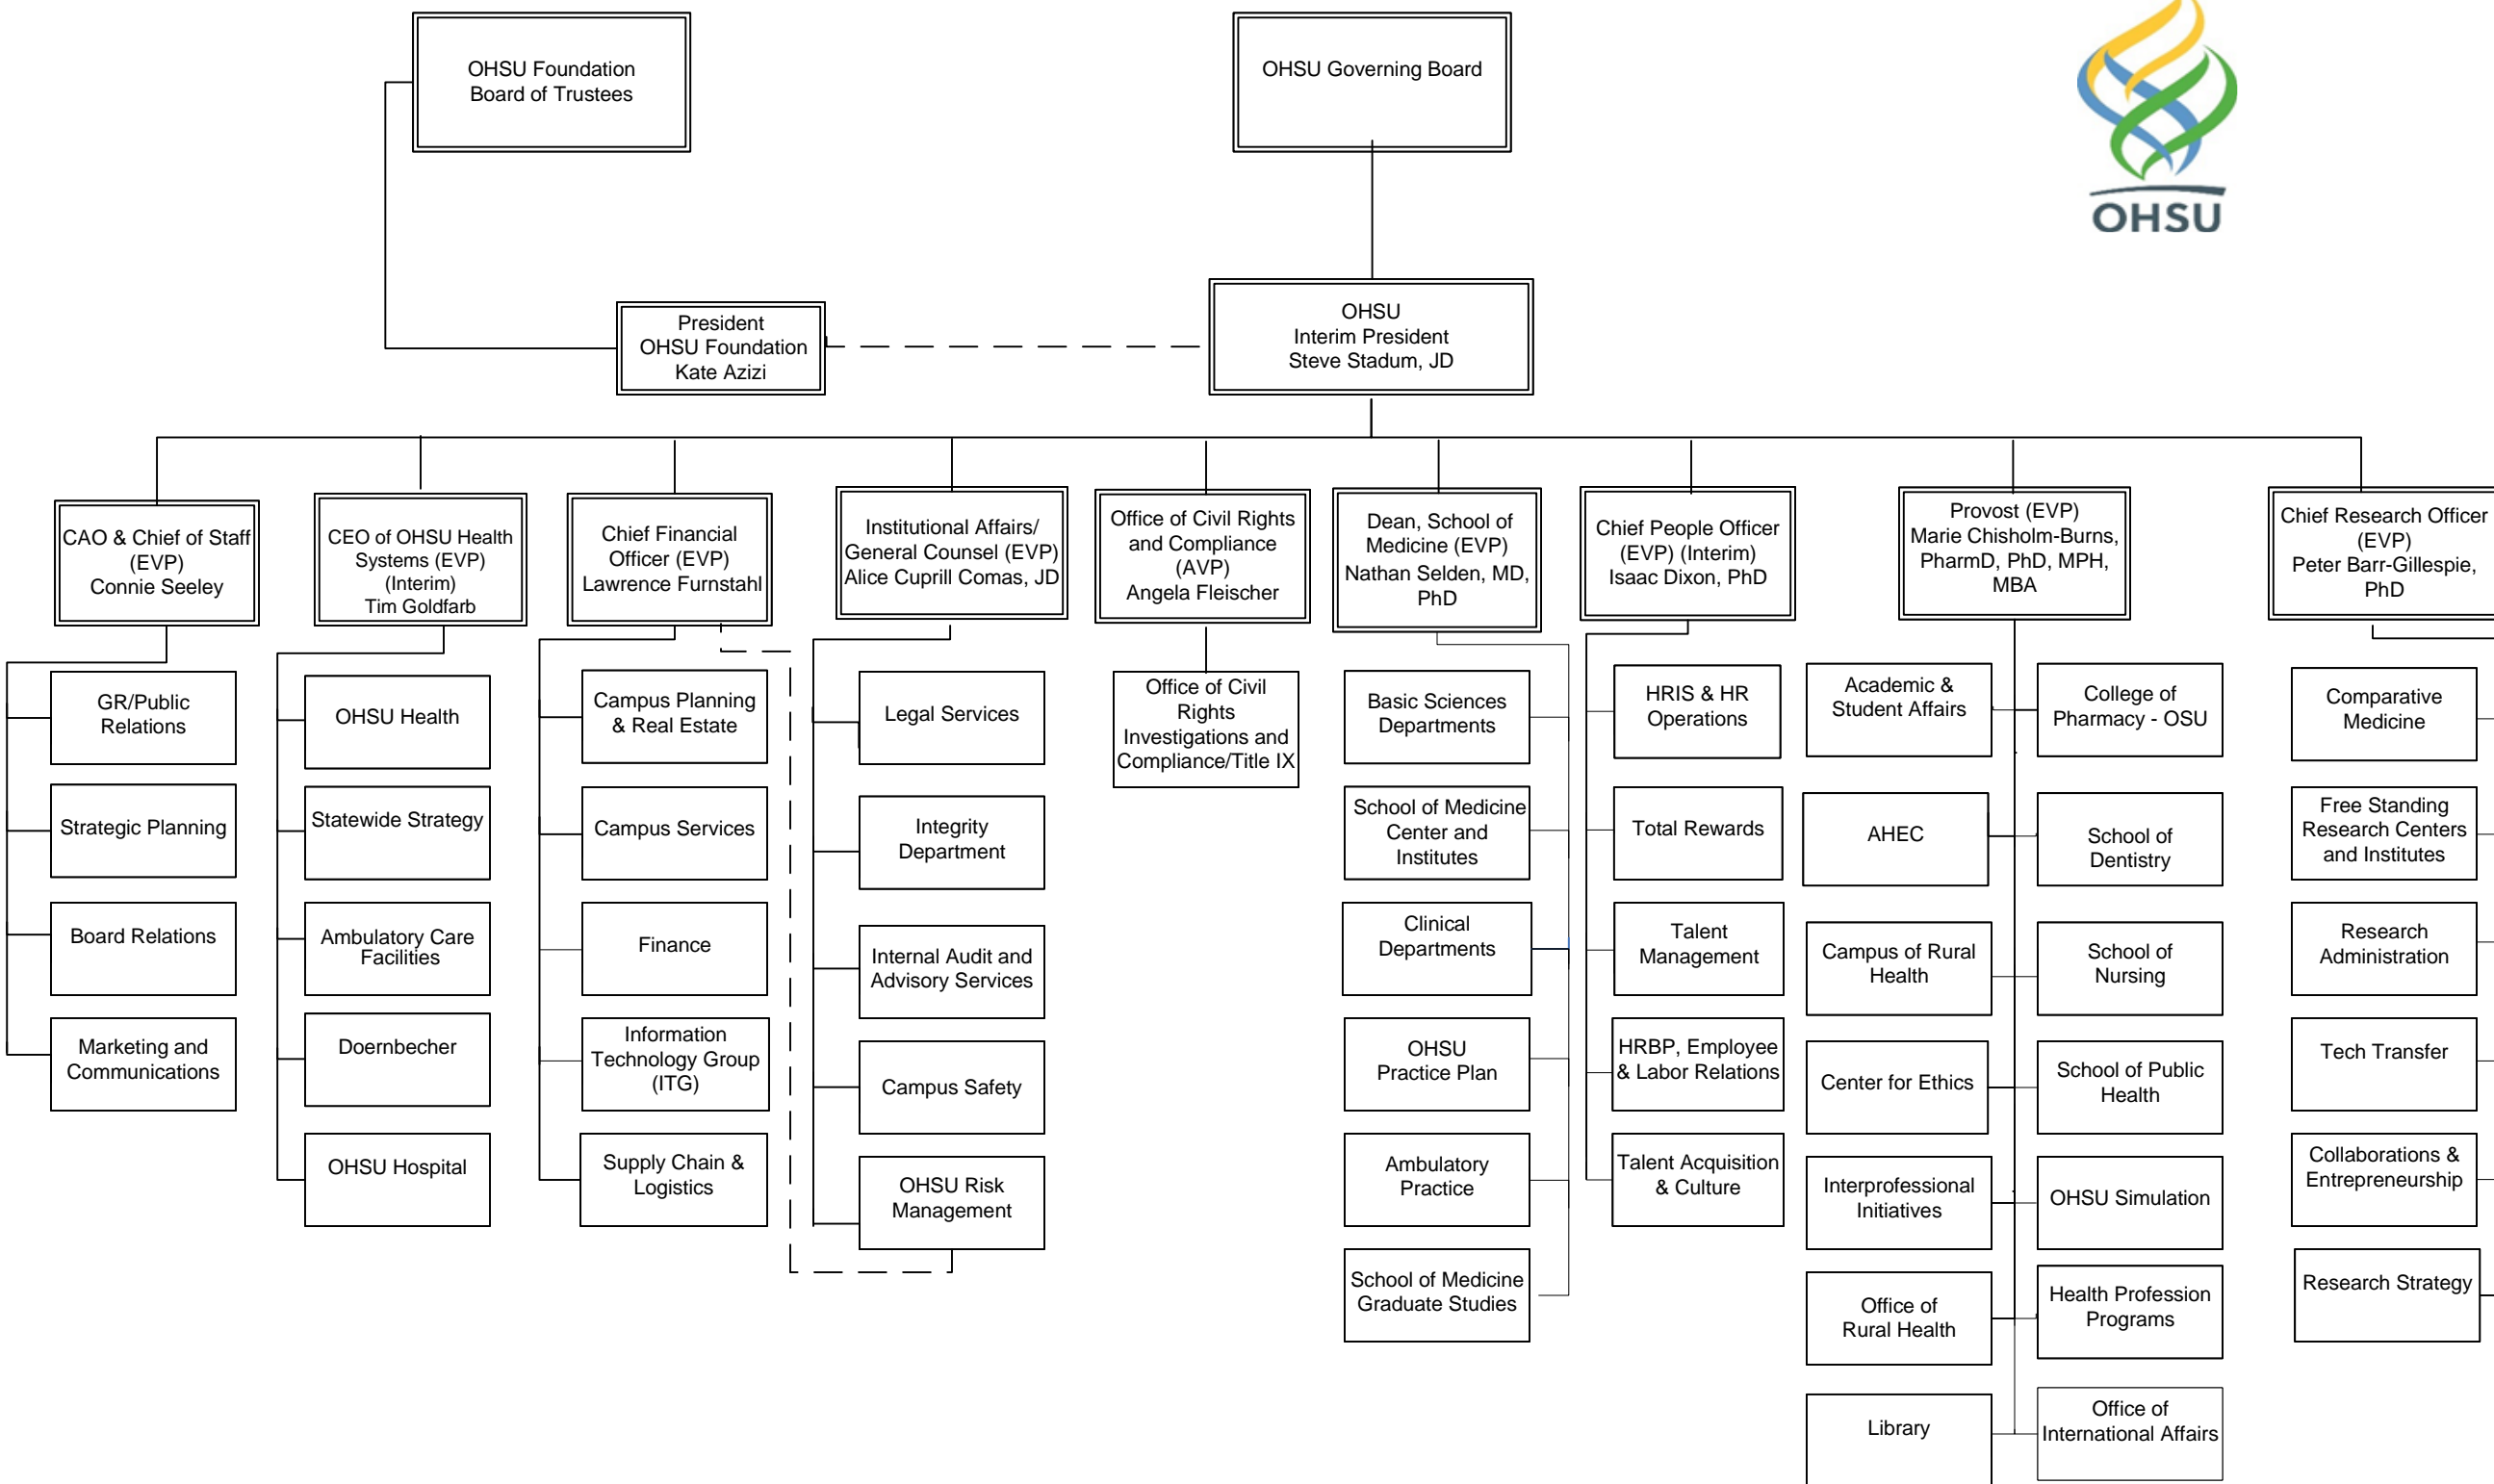 OHSU Foundation
Board of Trustees
OHSU Governing Board
OHSU
President
OHSU Foundation
Kate Azizi
OHSU
Interim President
Steve Stadum, JD
CAO & Chief of Staff
(EVP)
Connie Seeley
CEO of OHSU Health
Systems (EVP)
(Interim)
Tim Goldfarb
Chief Financial
Officer (EVP)
Lawrence Furnstahl
Institutional Affairs/
General Counsel (EVP)
Alice Cuprill Comas, JD
Office of Civil Rights
and Compliance
(AVP)
Angela Fleischer
Dean, School of
Medicine (EVP)
Nathan Selden, MD,
PhD
Chief People Officer
(EVP) (Interim)
Isaac Dixon, PhD
Provost (EVP)
Marie Chisholm-Burns,
PharmD, PhD, MPH,
MBA
Chief Research Officer
(EVP)
Peter Barr-Gillespie,
PhD
GR/Public
Relations
Strategic Planning
Board Relations
Marketing and
Communications
OHSU Health
Statewide Strategy
Ambulatory Care
Facilities
Doernbecher
OHSU Hospital
Campus Planning
& Real Estate
Campus Services
Finance
Information
Technology Group
(ITG)
Supply Chain &
Logistics
Legal Services
Integrity
Department
Internal Audit and
Advisory Services
Campus Safety
OHSU Risk
Management
Office of Civil
Rights
Investigations and
Compliance/Title IX
Basic Sciences
Departments
School of Medicine
Center and
Institutes
Clinical
Departments
OHSU
Practice Plan
Ambulatory
Practice
School of Medicine
Graduate Studies
HRIS & HR
Operations
Total Rewards
Talent
Management
HRBP, Employee
& Labor Relations
Talent Acquisition
& Culture
Academic &
Student Affairs
AHEC
Campus of Rural
Health
Center for Ethics
Interprofessional
Initiatives
Office of
Rural Health
Library
College of
Pharmacy - OSU
School of
Dentistry
School of
Nursing
School of Public
Health
OHSU Simulation
Health Profession
Programs
Office of
International Affairs
Comparative
Medicine
Free Standing
Research Centers
and Institutes
Research
Administration
Tech Transfer
Collaborations &
Entrepreneurship
Research Strategy